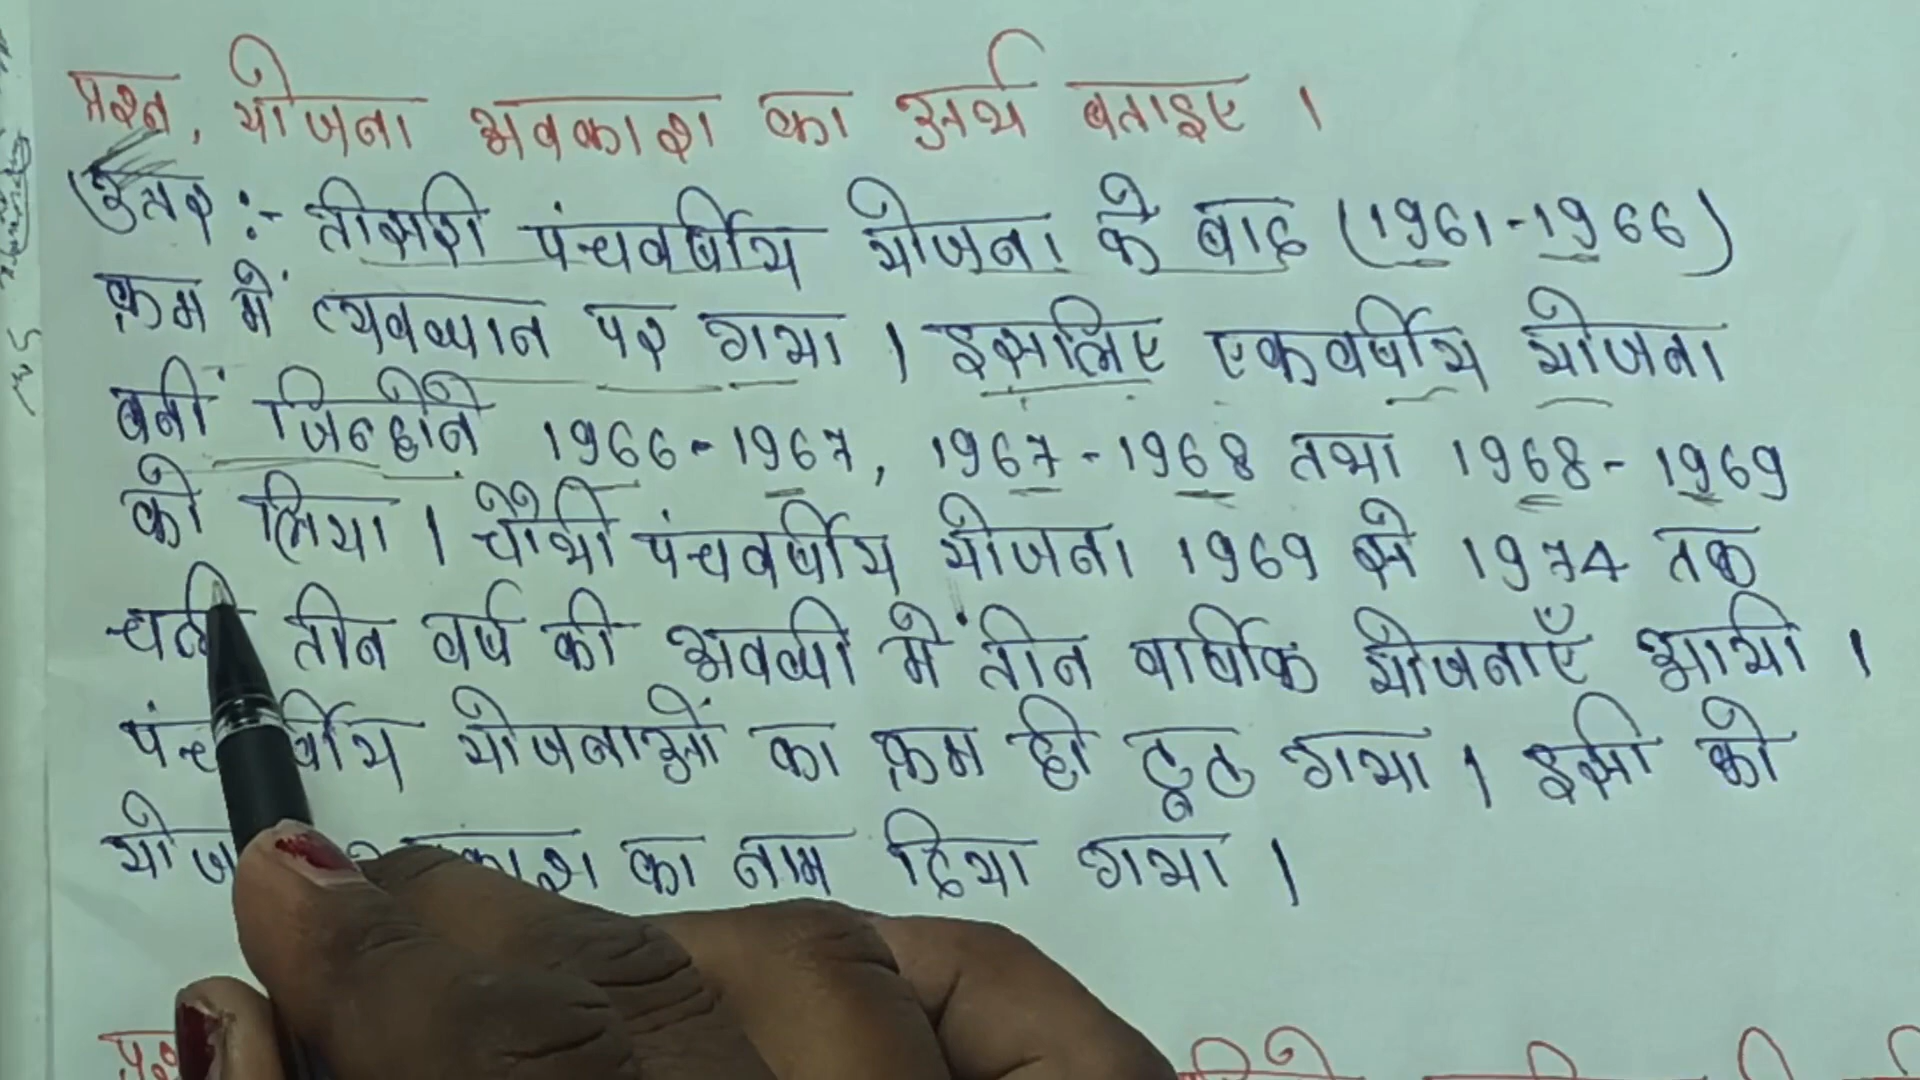 प्रश्न, योजना अवकाश का अर्थ बताइए ।
उत्तर :- तीसरी पंचवर्षीय योजना के बाद (1961-1966)
क्रम में व्यवधान पर गया । इसलिए एकवर्षीय योजना
बनीं जिन्होंने 1966-1967, 1967-1968 तथा 1968-1969
को लिया । चौथी पंचवर्षीय योजना 1969 से 1974 तक
चली तीन वर्ष की अवधी में तीन वार्षिक योजनाएँ आयी ।
योजनाओं का क्रम ही टूट गया । इसी को
का नाम दिया गया ।